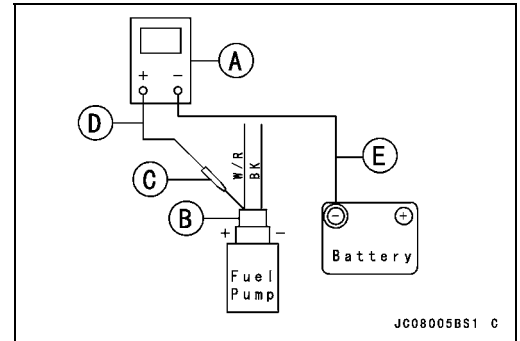 + −
A
D
C
W/R
BK
E
B
+ −
− +
Battery
Fuel
Pump
JC08005BS1 C